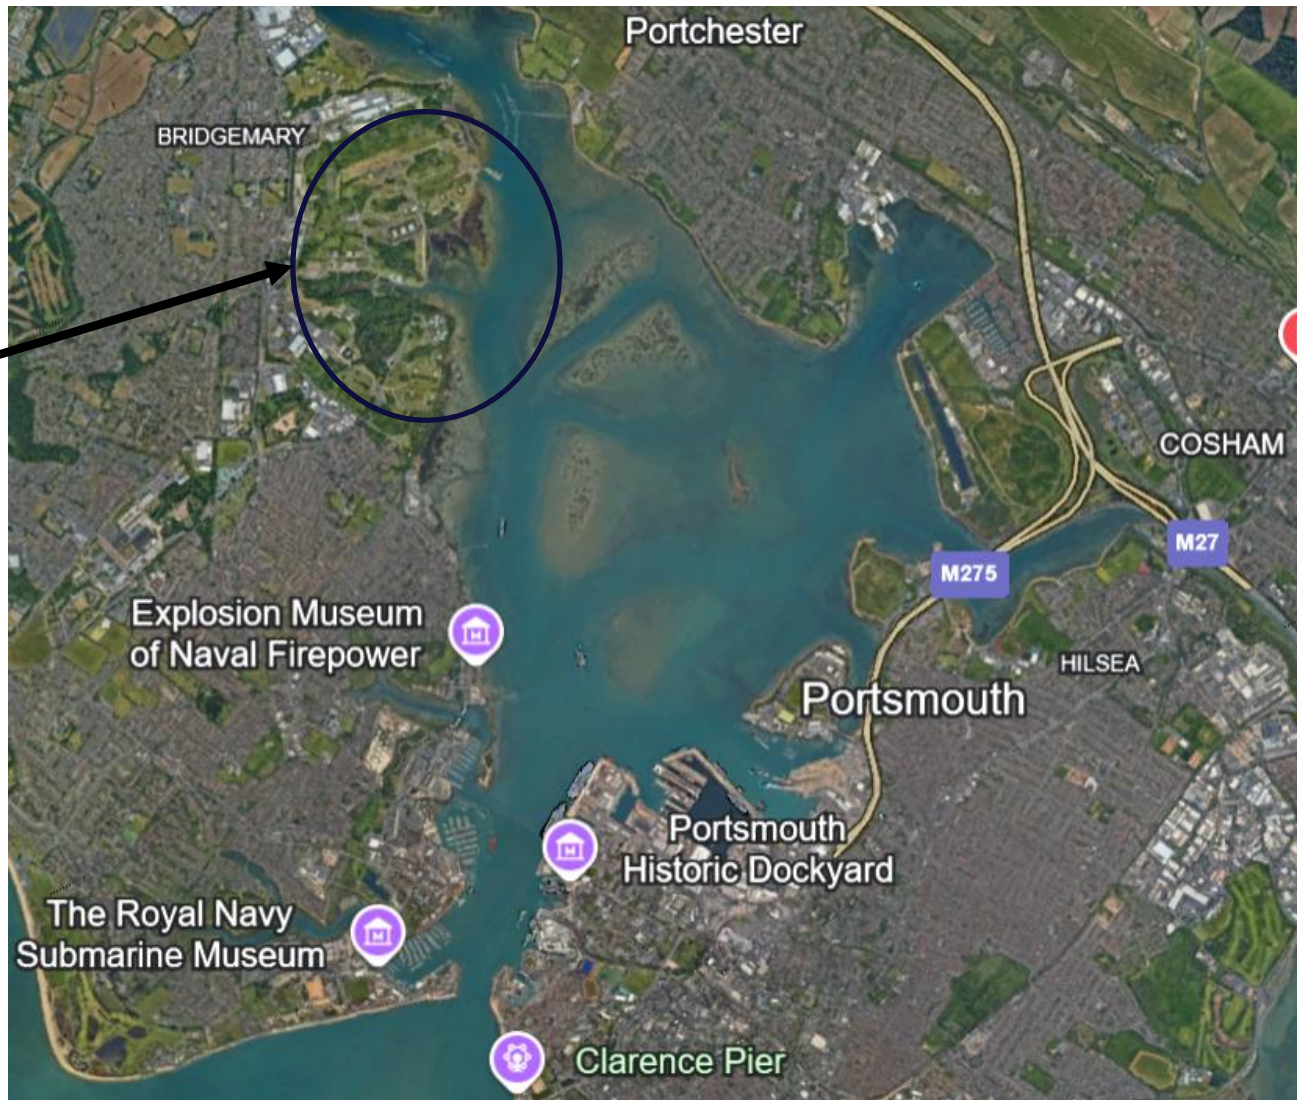 Portchester
BRIDGEMARY
COSHAM
M27
M275
Explosion Museum
of Naval Firepower
HILSEA
Portsmouth
Portsmouth
Historic Dockyard
The Royal Navy
Submarine Museum
Clarence Pier